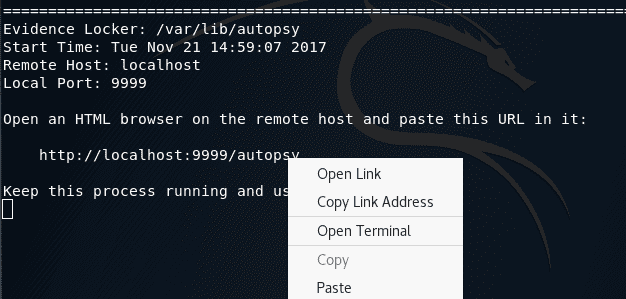 ================================================================
Evidence Locker: /var/lib/autopsy
Start Time: Tue Nov 21 14:59:07 2017
Remote Host: localhost
Local Port: 9999
Open an HTML browser on the remote host and paste this URL in it:
http://localhost:9999/autopsy
Keep this process running and us
Open Link
Copy Link Address
Open Terminal
Copy
Paste